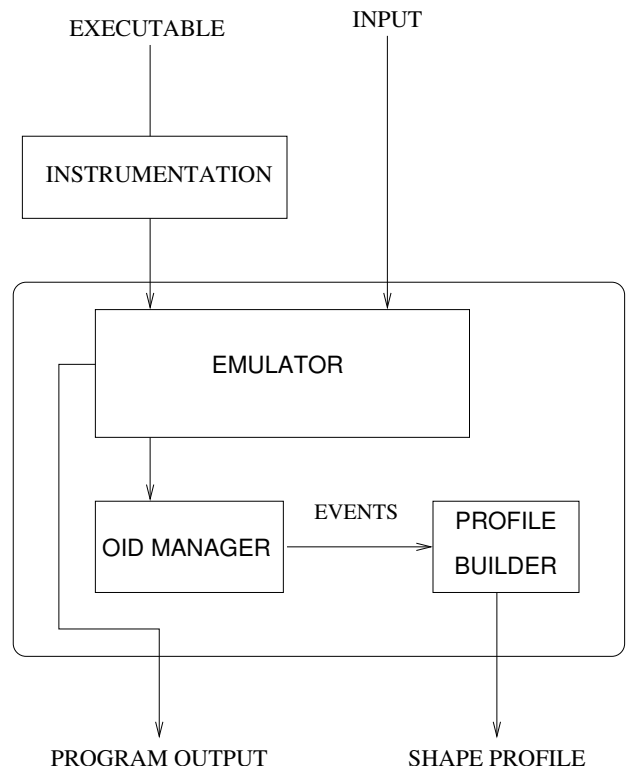 EXECUTABLE
INPUT
INSTRUMENTATION
EMULATOR
OID MANAGER
EVENTS
PROFILE
BUILDER
PROGRAM OUTPUT
SHAPE PROFILE